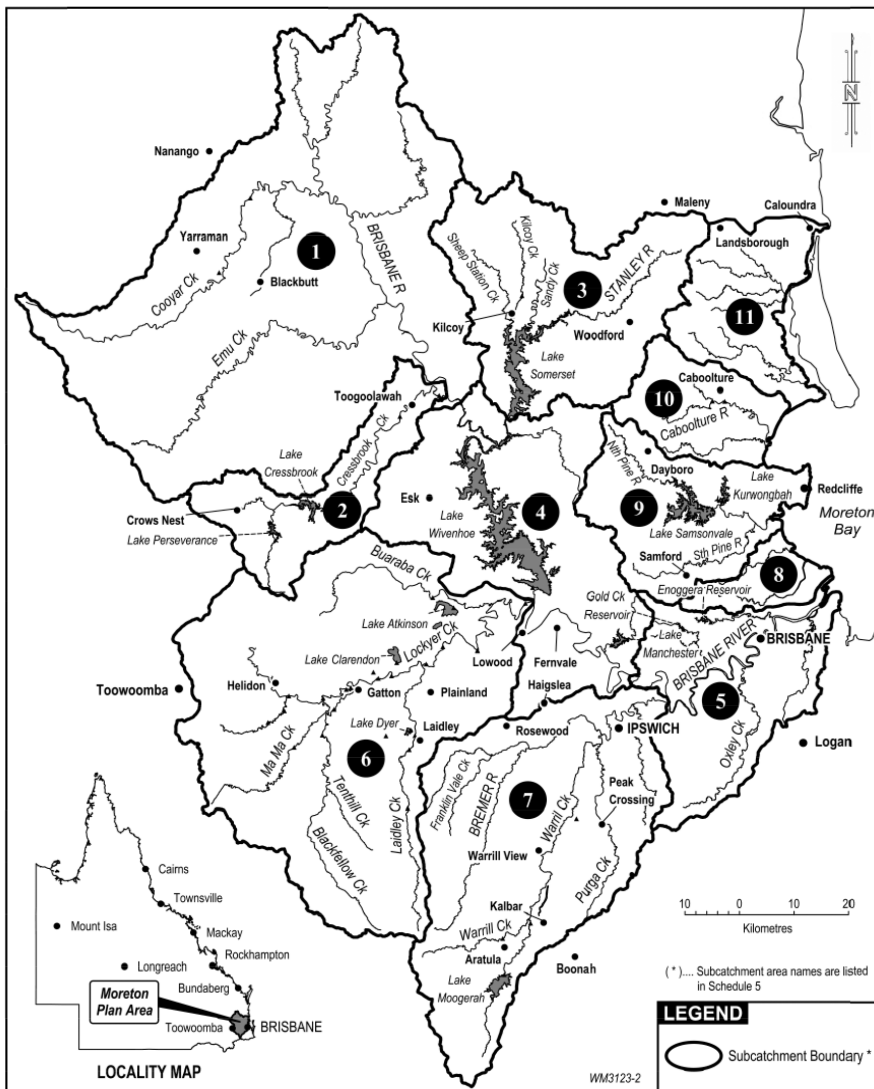 N
Nanango
Maleny
Caloundra
Landsborough
Yarraman
Cooyar Ck
Blackbutt
1
BRISBANE R
Emu Ck
Sheep Station Ck
Kilcoy Ck
Sandy Ck
3
STANLEY R
Kilcoy
Woodford
Lake
Somerset
11
Toogoolawah
Cressbrook Ck
Lake
Cressbrook
10
Caboolture
Caboolture R
Nth Pine R
Dayboro
Lake
Kurwongbah
Redcliffe
Moreton
Bay
Crows Nest
2
Lake Perseverance
Esk
Lake
Wivenhoe
4
9
Lake Samsonvale
Sth Pine R
Samford
8
Enoggera Reservoir
Buaraba Ck
Gold Ck
Reservoir
Lake Atkinson
Lockyer Ck
Lake
Manchester
BRISBANE RIVER
BRISBANE
Lake Clarendon
Lowood
Fernvale
Toowoomba
Helidon
Gatton
Plainland
Haigslea
5
Lake Dyer
Laidley
Rosewood
IPSWICH
Oxley Ck
Logan
Ma Ma Ck
6
Tenthill Ck
Laidley Ck
Blackfellow Ck
Franklin Vale Ck
BREMER R
7
Warril Ck
Peak
Crossing
Warrill View
Purga Ck
Kalbar
Warrill Ck
Aratula
Boonah
Lake
Moogerah
10 0 10 20
Kilometres
( * ).... Subcatchment area names are listed
in Schedule 5
LEGEND
Subcatchment Boundary *
WM3123-2
Cairns
Townsville
Mount Isa
Mackay
Rockhampton
Longreach
Bundaberg
Moreton
Plan Area
Toowoomba
BRISBANE
LOCALITY MAP